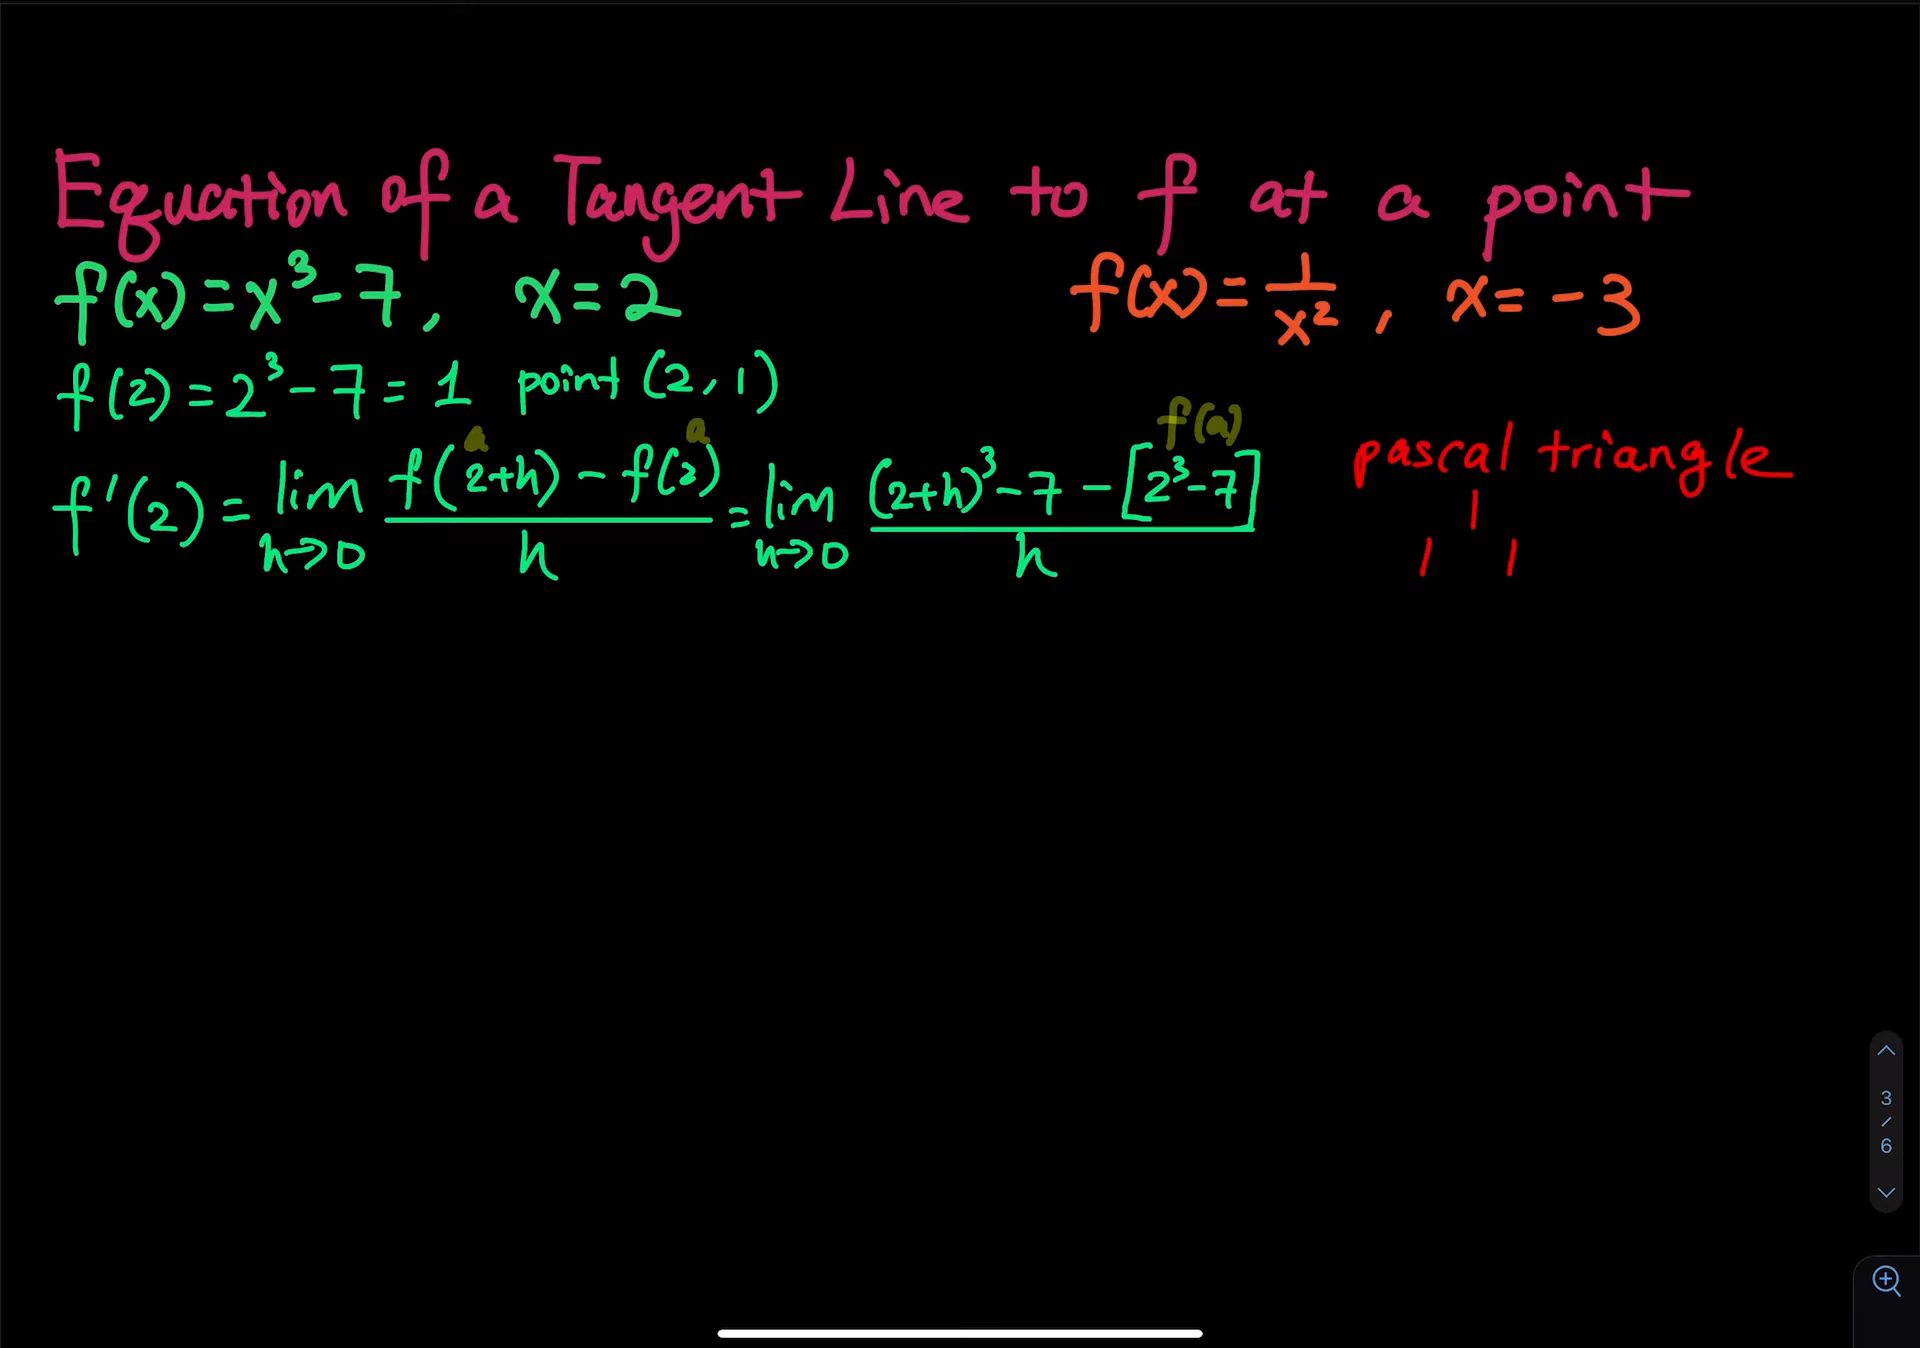 Equation of a Tangent Line to f at a point
f(x) = x³ - 7, x = 2
f(x) = 1/x², x = -3
f(2) = 2³ - 7 = 1 point (2, 1)
a a f(a)
f'(2) = lim h→0 f(2+h) - f(2) / h = lim h→0 (2+h)³ - 7 - [2³ - 7] / h
pascal triangle
1
1 1
3
/
6